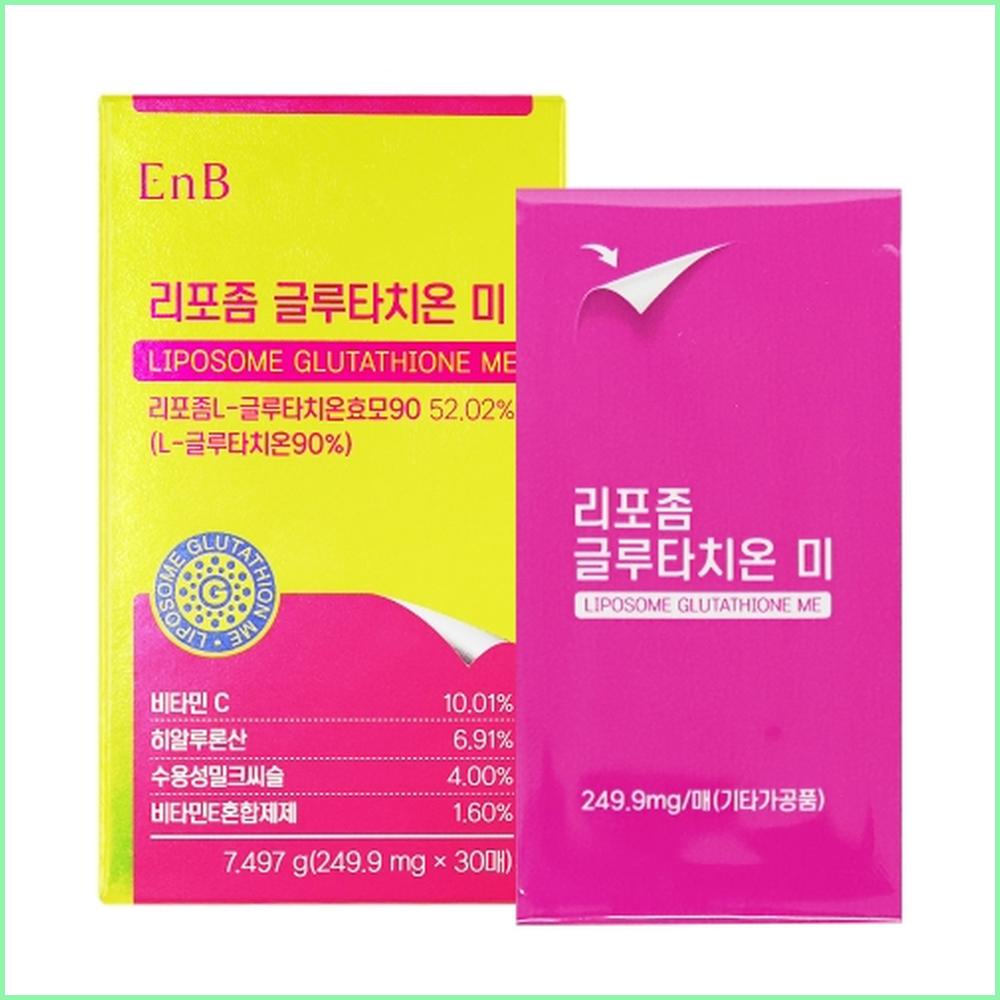 EnB
리포좀 글루타치온 미
LIPOSOME GLUTATHIONE ME
리포좀L-글루타치온효모90 52.02%
(L-글루타치온90%)
LIPOSOME GLUTATHION ME •
G
비타민 C 10.01%
히알루론산 6.91%
수용성밀크씨슬 4.00%
비타민E혼합제제 1.60%
7.497 g(249.9 mg × 30매)
리포좀
글루타치온 미
LIPOSOME GLUTATHIONE ME
249.9mg/매(기타가공품)